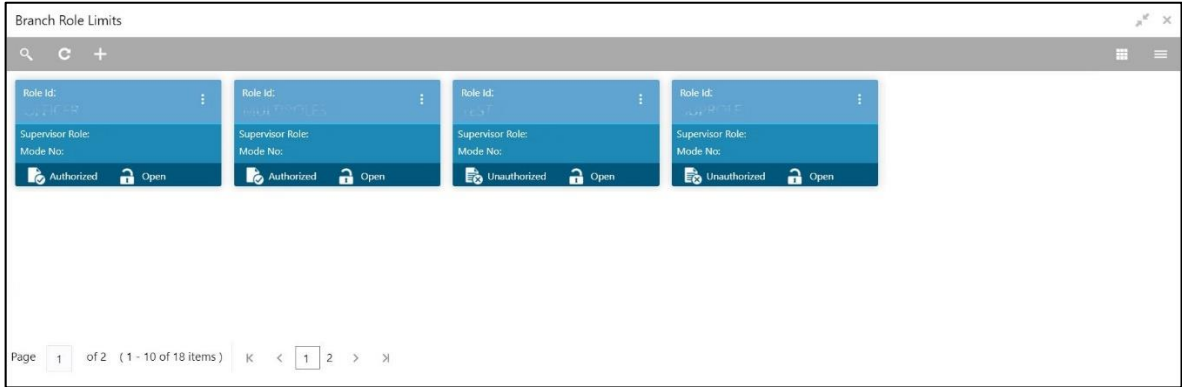 Branch Role Limits
Role Id: Role Id: Role Id: Role Id:
Supervisor Role: Supervisor Role: Supervisor Role: Supervisor Role:
Mode No: Mode No: Mode No: Mode No:
Authorized Open Authorized Open Unauthorized Open Unauthorized Open
Page 1 of 2 ( 1 - 10 of 18 items ) 1 2